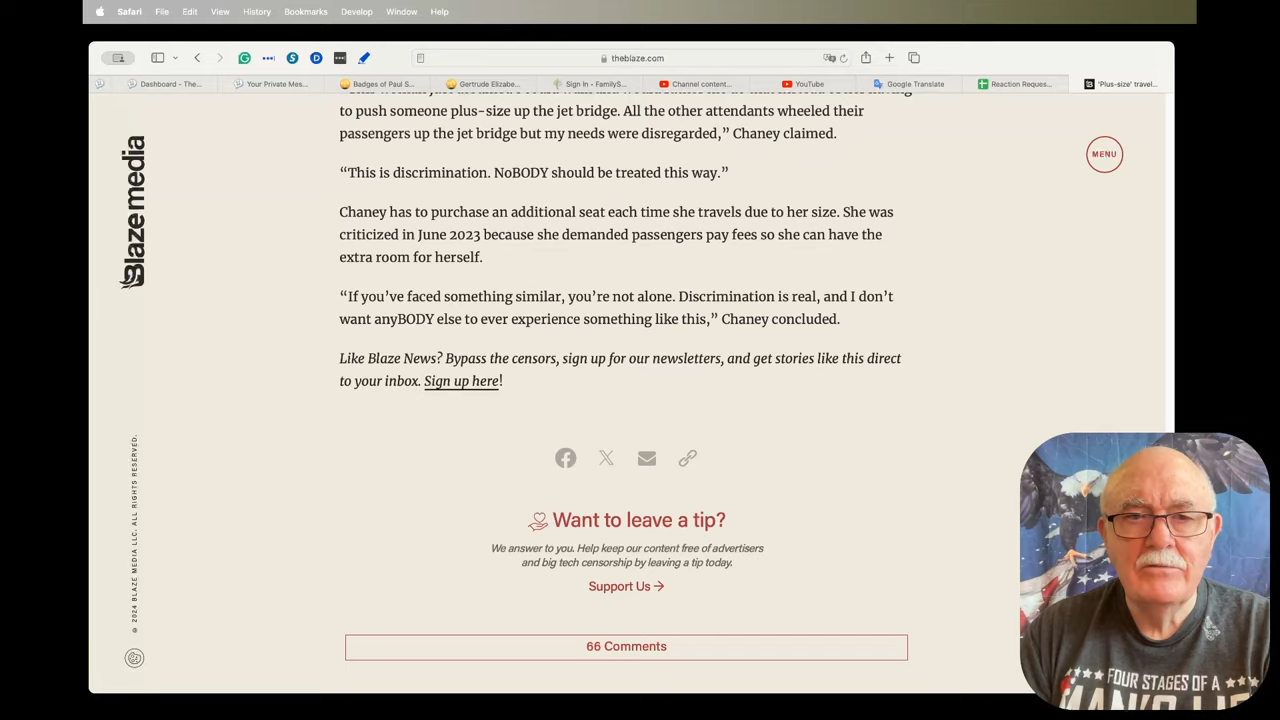 Safari File Edit View History Bookmarks Develop Window Help
theblaze.com
Dashboard - The... Your Private Mes... Badges of Paul S... Gertrude Elizabe... Sign In - FamilyS... Channel content... YouTube Google Translate Reaction Reques... 'Plus-size' travel...
to push someone plus-size up the jet bridge. All the other attendants wheeled their
passengers up the jet bridge but my needs were disregarded,” Chaney claimed.
“This is discrimination. NoBODY should be treated this way.”
Chaney has to purchase an additional seat each time she travels due to her size. She was
criticized in June 2023 because she demanded passengers pay fees so she can have the
extra room for herself.
“If you’ve faced something similar, you’re not alone. Discrimination is real, and I don’t
want anyBODY else to ever experience something like this,” Chaney concluded.
Like Blaze News? Bypass the censors, sign up for our newsletters, and get stories like this direct
to your inbox. Sign up here!
Want to leave a tip?
We answer to you. Help keep our content free of advertisers
and big tech censorship by leaving a tip today.
Support Us →
66 Comments
MENU
Blaze media
© 2024 BLAZE MEDIA LLC. ALL RIGHTS RESERVED.
FOUR STAGES OF A